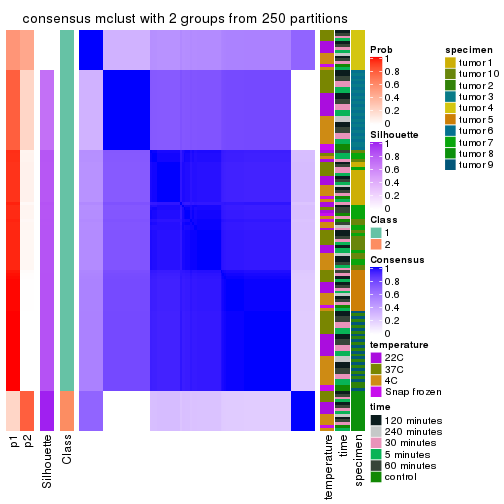 consensus mclust with 2 groups from 250 partitions
Prob
1
0.8
0.6
0.4
0.2
0
Silhouette
1
0.8
0.6
0.4
0.2
0
Class
1
2
Consensus
1
0.8
0.6
0.4
0.2
0
temperature
22C
37C
4C
Snap frozen
time
120 minutes
240 minutes
30 minutes
5 minutes
60 minutes
control
specimen
tumor 1
tumor 10
tumor 2
tumor 3
tumor 4
tumor 5
tumor 6
tumor 7
tumor 8
tumor 9
p1
p2
Silhouette
Class
temperature
time
specimen